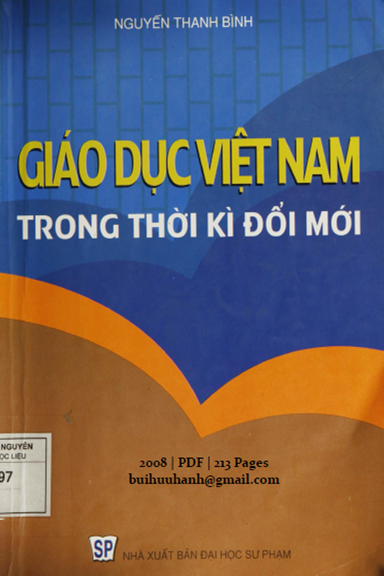 NGUYỄN THANH BÌNH
GIÁO DỤC VIỆT NAM
TRONG THỜI KÌ ĐỔI MỚI
NGUYÊN
ỌC LIỆU
97
2008 | PDF | 213 Pages
buihuuhanh@gmail.com
SP
NHÀ XUẤT BẢN ĐẠI HỌC SƯ PHẠM